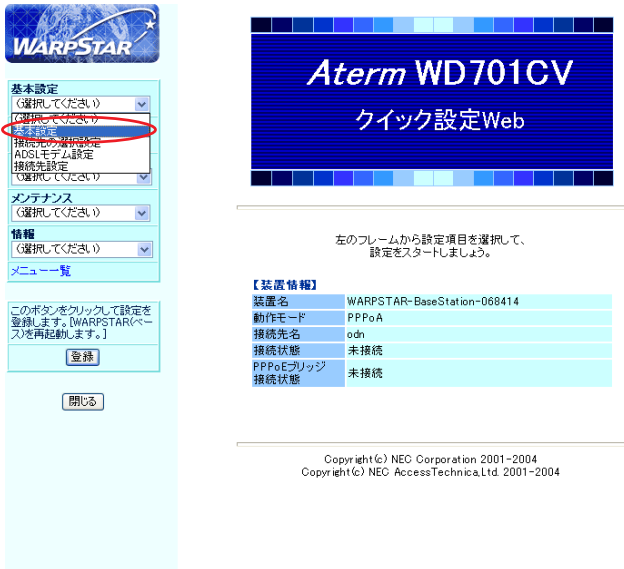 WARPSTAR
基本設定
(選択してください)
(選択してください)
基本設定
接続先の選択設定
ADSLモデム設定
接続先設定
(選択してください)
メンテナンス
(選択してください)
情報
(選択してください)
メニュー一覧
このボタンをクリックして設定を
登録します。[WARPSTAR(ベー
ス)を再起動します。]
登録
閉じる
Aterm WD701CV
クイック設定Web
左のフレームから設定項目を選択して、
設定をスタートしましょう。
【装置情報】
装置名 WARPSTAR-BaseStation-068414
動作モード PPPoA
接続先名 odn
接続状態 未接続
PPPoEブリッジ
接続状態 未接続
Copyright(c) NEC Corporation 2001-2004
Copyright(c) NEC AccessTechnica,Ltd. 2001-2004